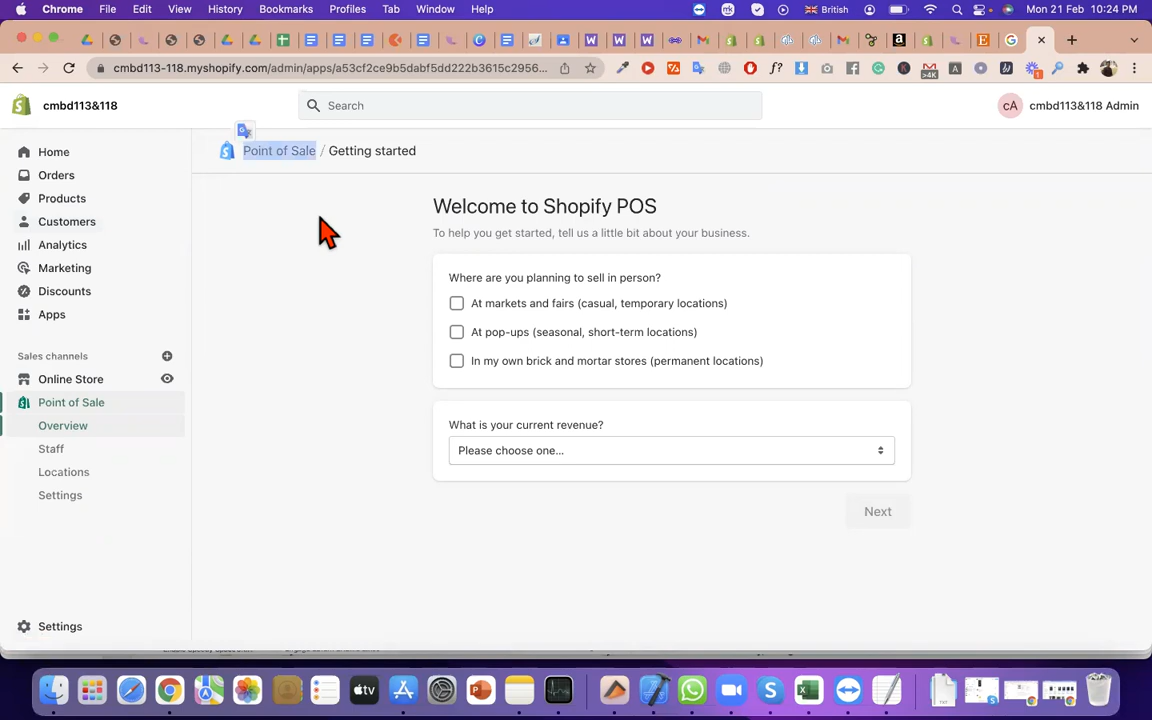 Chrome File Edit View History Bookmarks Profiles Tab Window Help British Mon 21 Feb 10:24 PM
cmbd113-118.myshopify.com/admin/apps/a53cf2ce9b5dabf5dd222b3615c2956...
cmbd113&118 Search cA cmbd113&118 Admin
Point of Sale / Getting started
Home
Orders
Products
Customers
Analytics
Marketing
Discounts
Apps
Sales channels
Online Store
Point of Sale
Overview
Staff
Locations
Settings
Settings
Welcome to Shopify POS
To help you get started, tell us a little bit about your business.
Where are you planning to sell in person?
At markets and fairs (casual, temporary locations)
At pop-ups (seasonal, short-term locations)
In my own brick and mortar stores (permanent locations)
What is your current revenue?
Please choose one...
Next